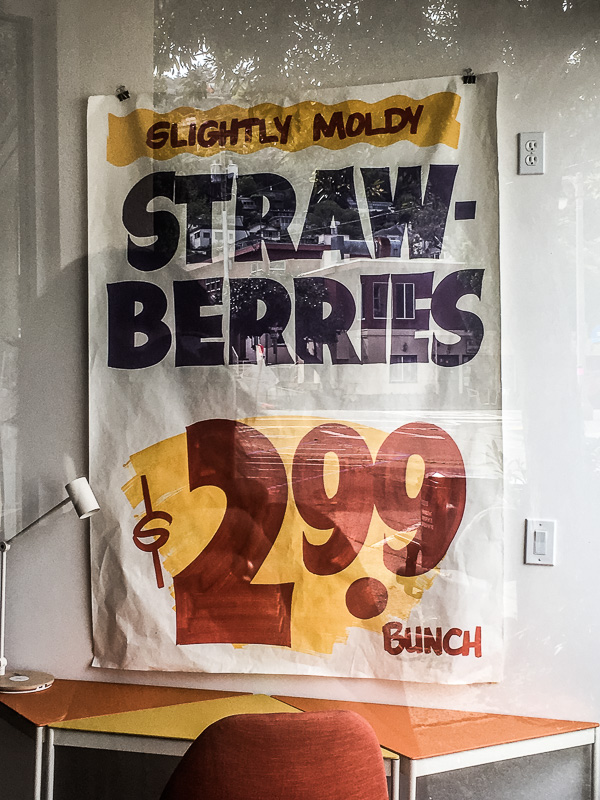 SLIGHTLY MOLDY
STRAW-
BERRIES
$2.99
BUNCH